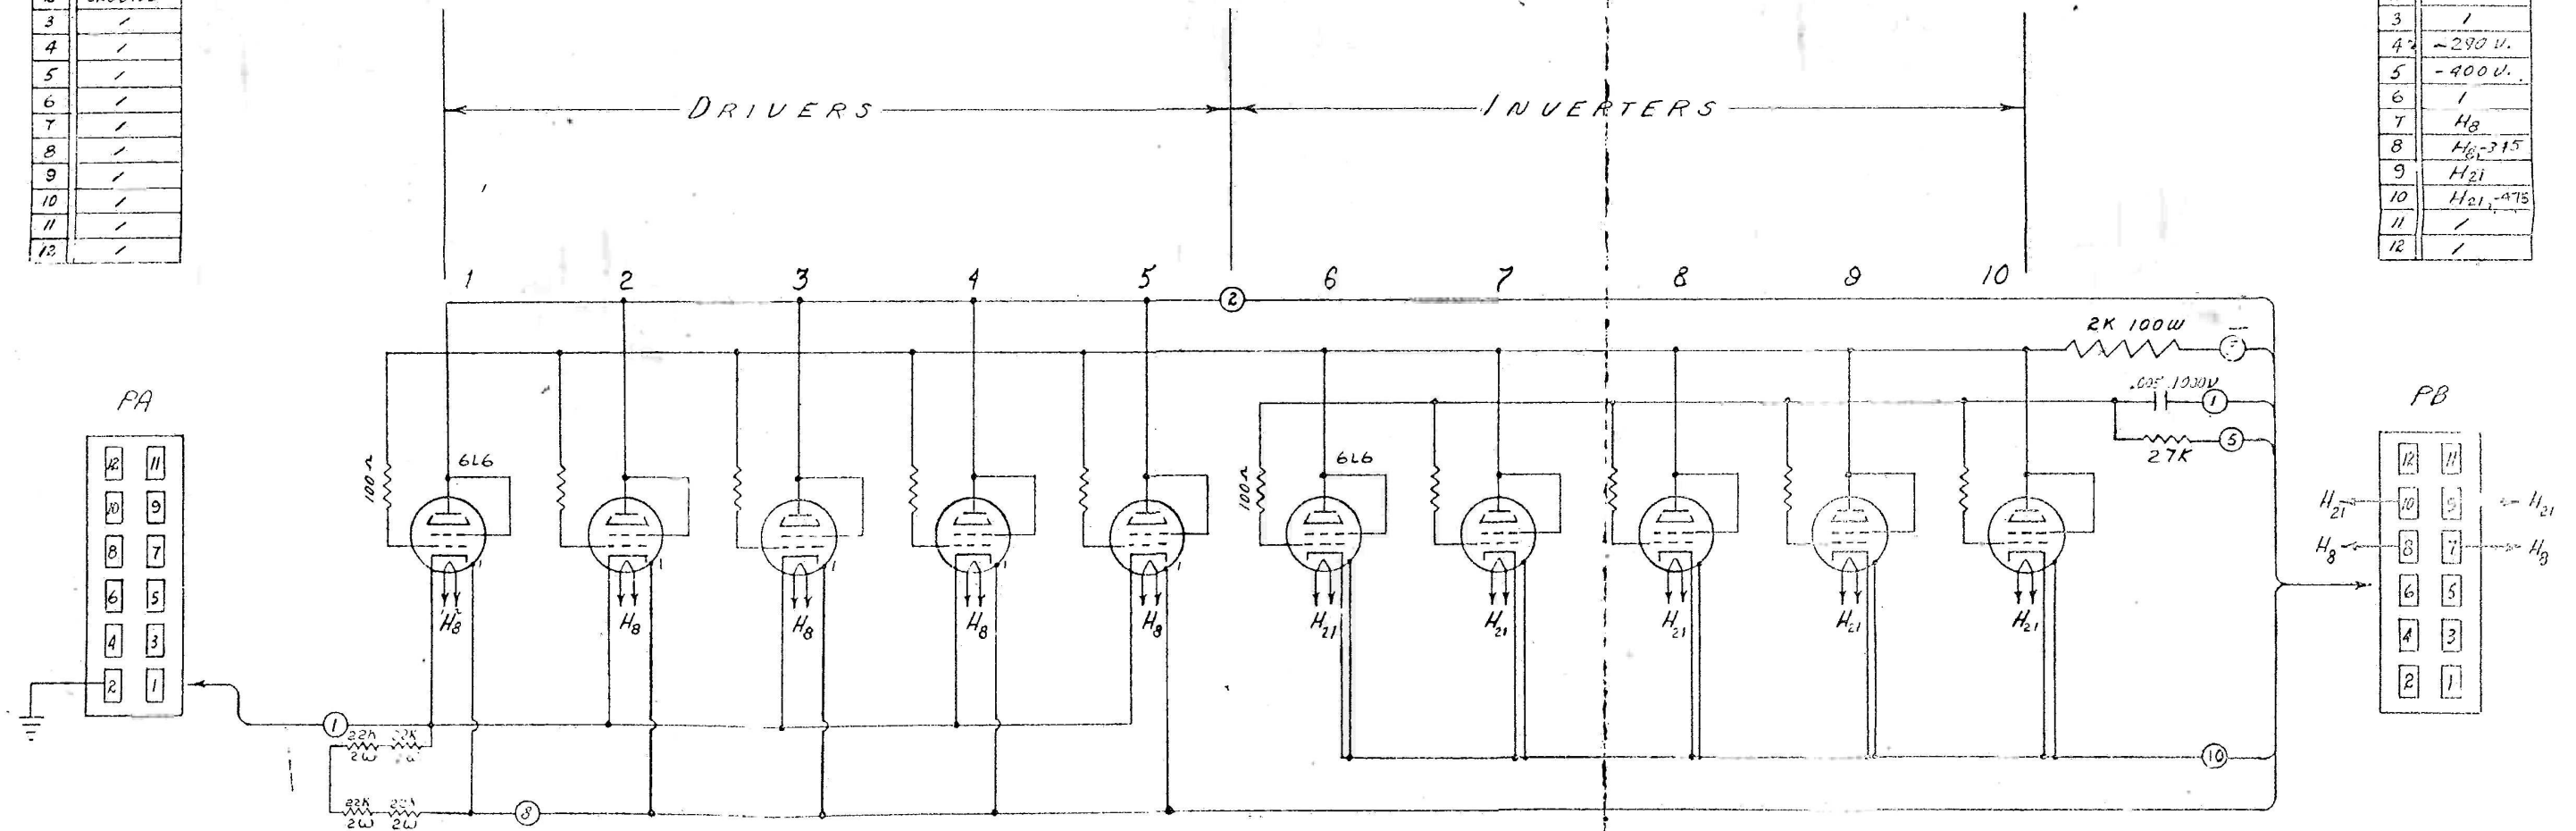 3 /
4 /
5 /
6 /
7 /
8 /
9 /
10 /
11 /
12 /
3 /
4 -290 V.
5 -400 V.
6 /
7 H8
8 H8,-315
9 H21
10 H21,-475
11 /
12 /
DRIVERS
INVERTERS
1 2 3 4 5 2 6 7 8 9 10
2K 100W
.005 1000V 1
5
27K
PA
PB
100Ω
6L6
100Ω
6L6
12 11
10 9
8 7
6 5
4 3
2 1
H8 H8 H8 H8 H8 H21 H21 H21 H21 H21
12 11
H21 10 9 H21
H8 8 7 H8
6 5
4 3
2 1
1
22K
2W
10
22K 22K
2W 2W
8